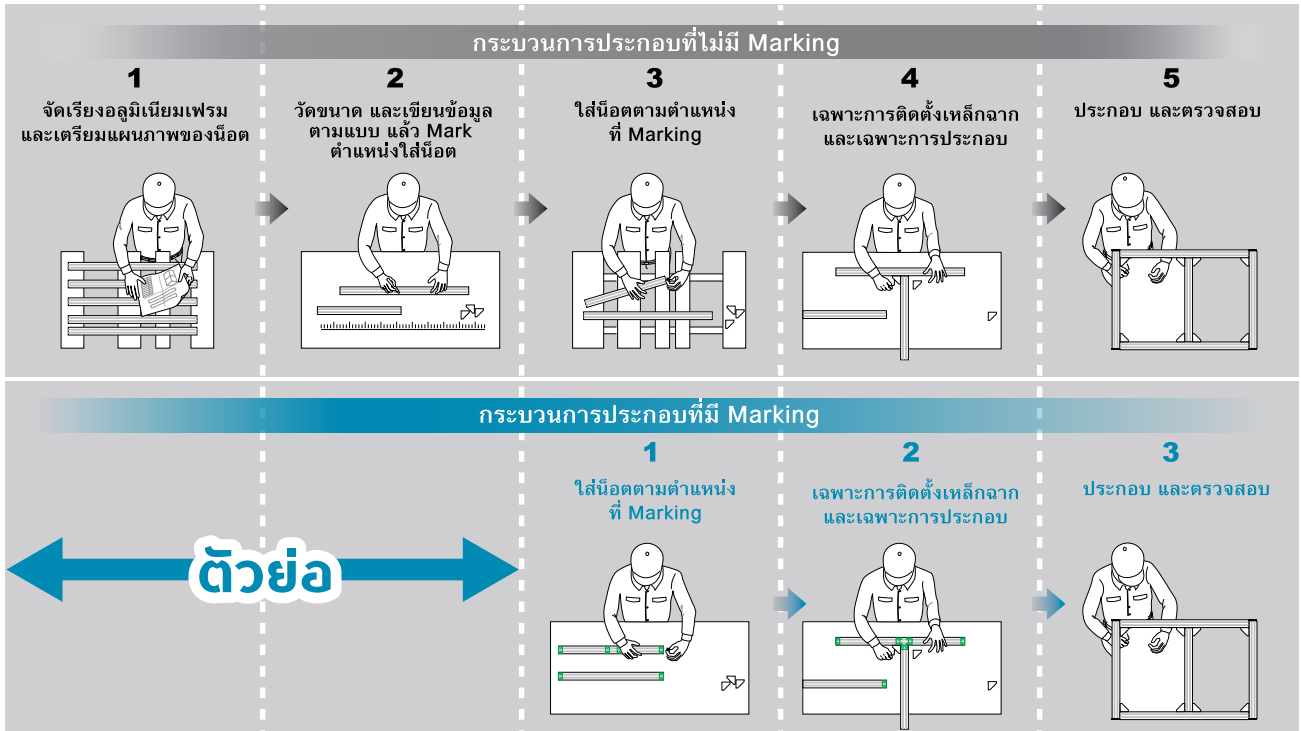 กระบวนการประกอบที่ไม่มี Marking
1
จัดเรียงอลูมิเนียมเฟรม
และเตรียมแผนภาพของน็อต
2
วัดขนาด และเขียนข้อมูล
ตามแบบ แล้ว Mark
ตำแหน่งใส่น็อต
3
ใส่น็อตตามตำแหน่ง
ที่ Marking
4
เฉพาะการติดตั้งเหล็กฉาก
และเฉพาะการประกอบ
5
ประกอบ และตรวจสอบ
กระบวนการประกอบที่มี Marking
ตัวย่อ
1
ใส่น็อตตามตำแหน่ง
ที่ Marking
2
เฉพาะการติดตั้งเหล็กฉาก
และเฉพาะการประกอบ
3
ประกอบ และตรวจสอบ